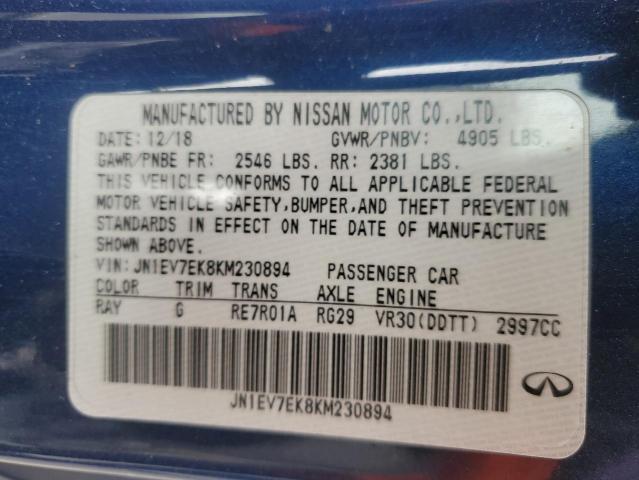 MANUFACTURED BY NISSAN MOTOR CO.,LTD.
DATE: 12/18 GVWR/PNBV: 4905 LBS.
GAWR/PNBE FR: 2546 LBS. RR: 2381 LBS.
THIS VEHICLE CONFORMS TO ALL APPLICABLE FEDERAL
MOTOR VEHICLE SAFETY,BUMPER,AND THEFT PREVENTION
STANDARDS IN EFFECT ON THE DATE OF MANUFACTURE
SHOWN ABOVE.
VIN: JN1EV7EK8KM230894 PASSENGER CAR
COLOR TRIM TRANS AXLE ENGINE
RAY G RE7R01A RG29 VR30(DDTT) 2997CC
JN1EV7EK8KM230894